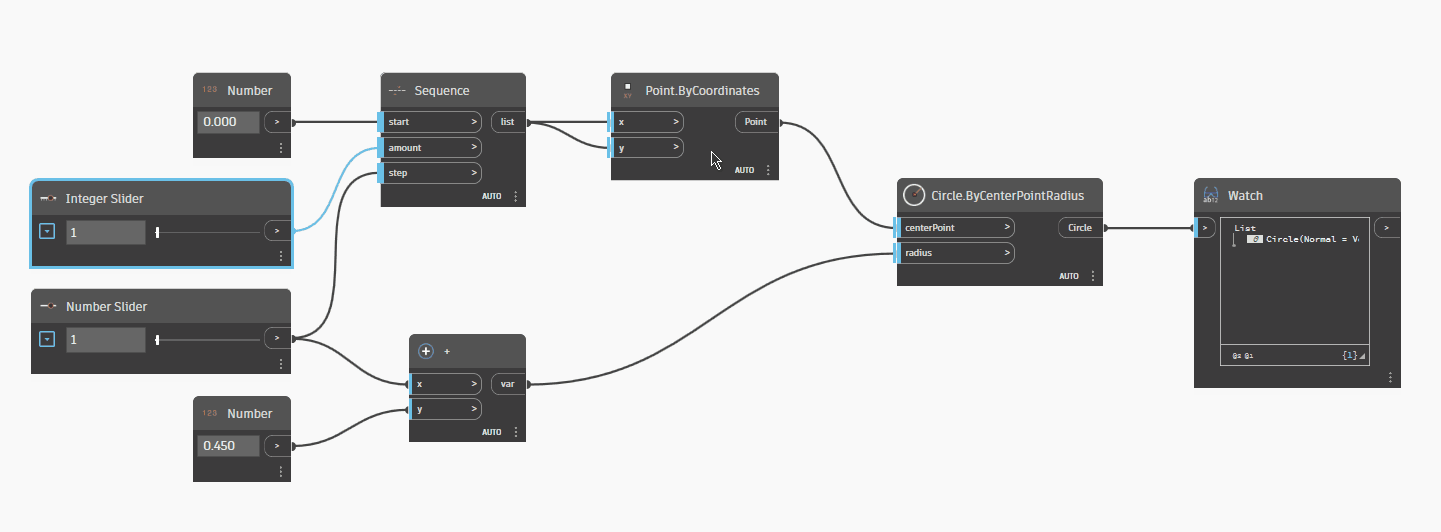 123 Number
0.000 >
Sequence
start > list
amount >
step >
AUTO
XY Point.ByCoordinates
x > Point
y >
AUTO
Integer Slider
1 >
Number Slider
1 >
123 Number
0.450 >
+ +
x > var
y >
AUTO
Circle.ByCenterPointRadius
centerPoint > Circle
radius >
AUTO
Watch
> >
List
0 Circle(Normal = V
@2 @1 {1}